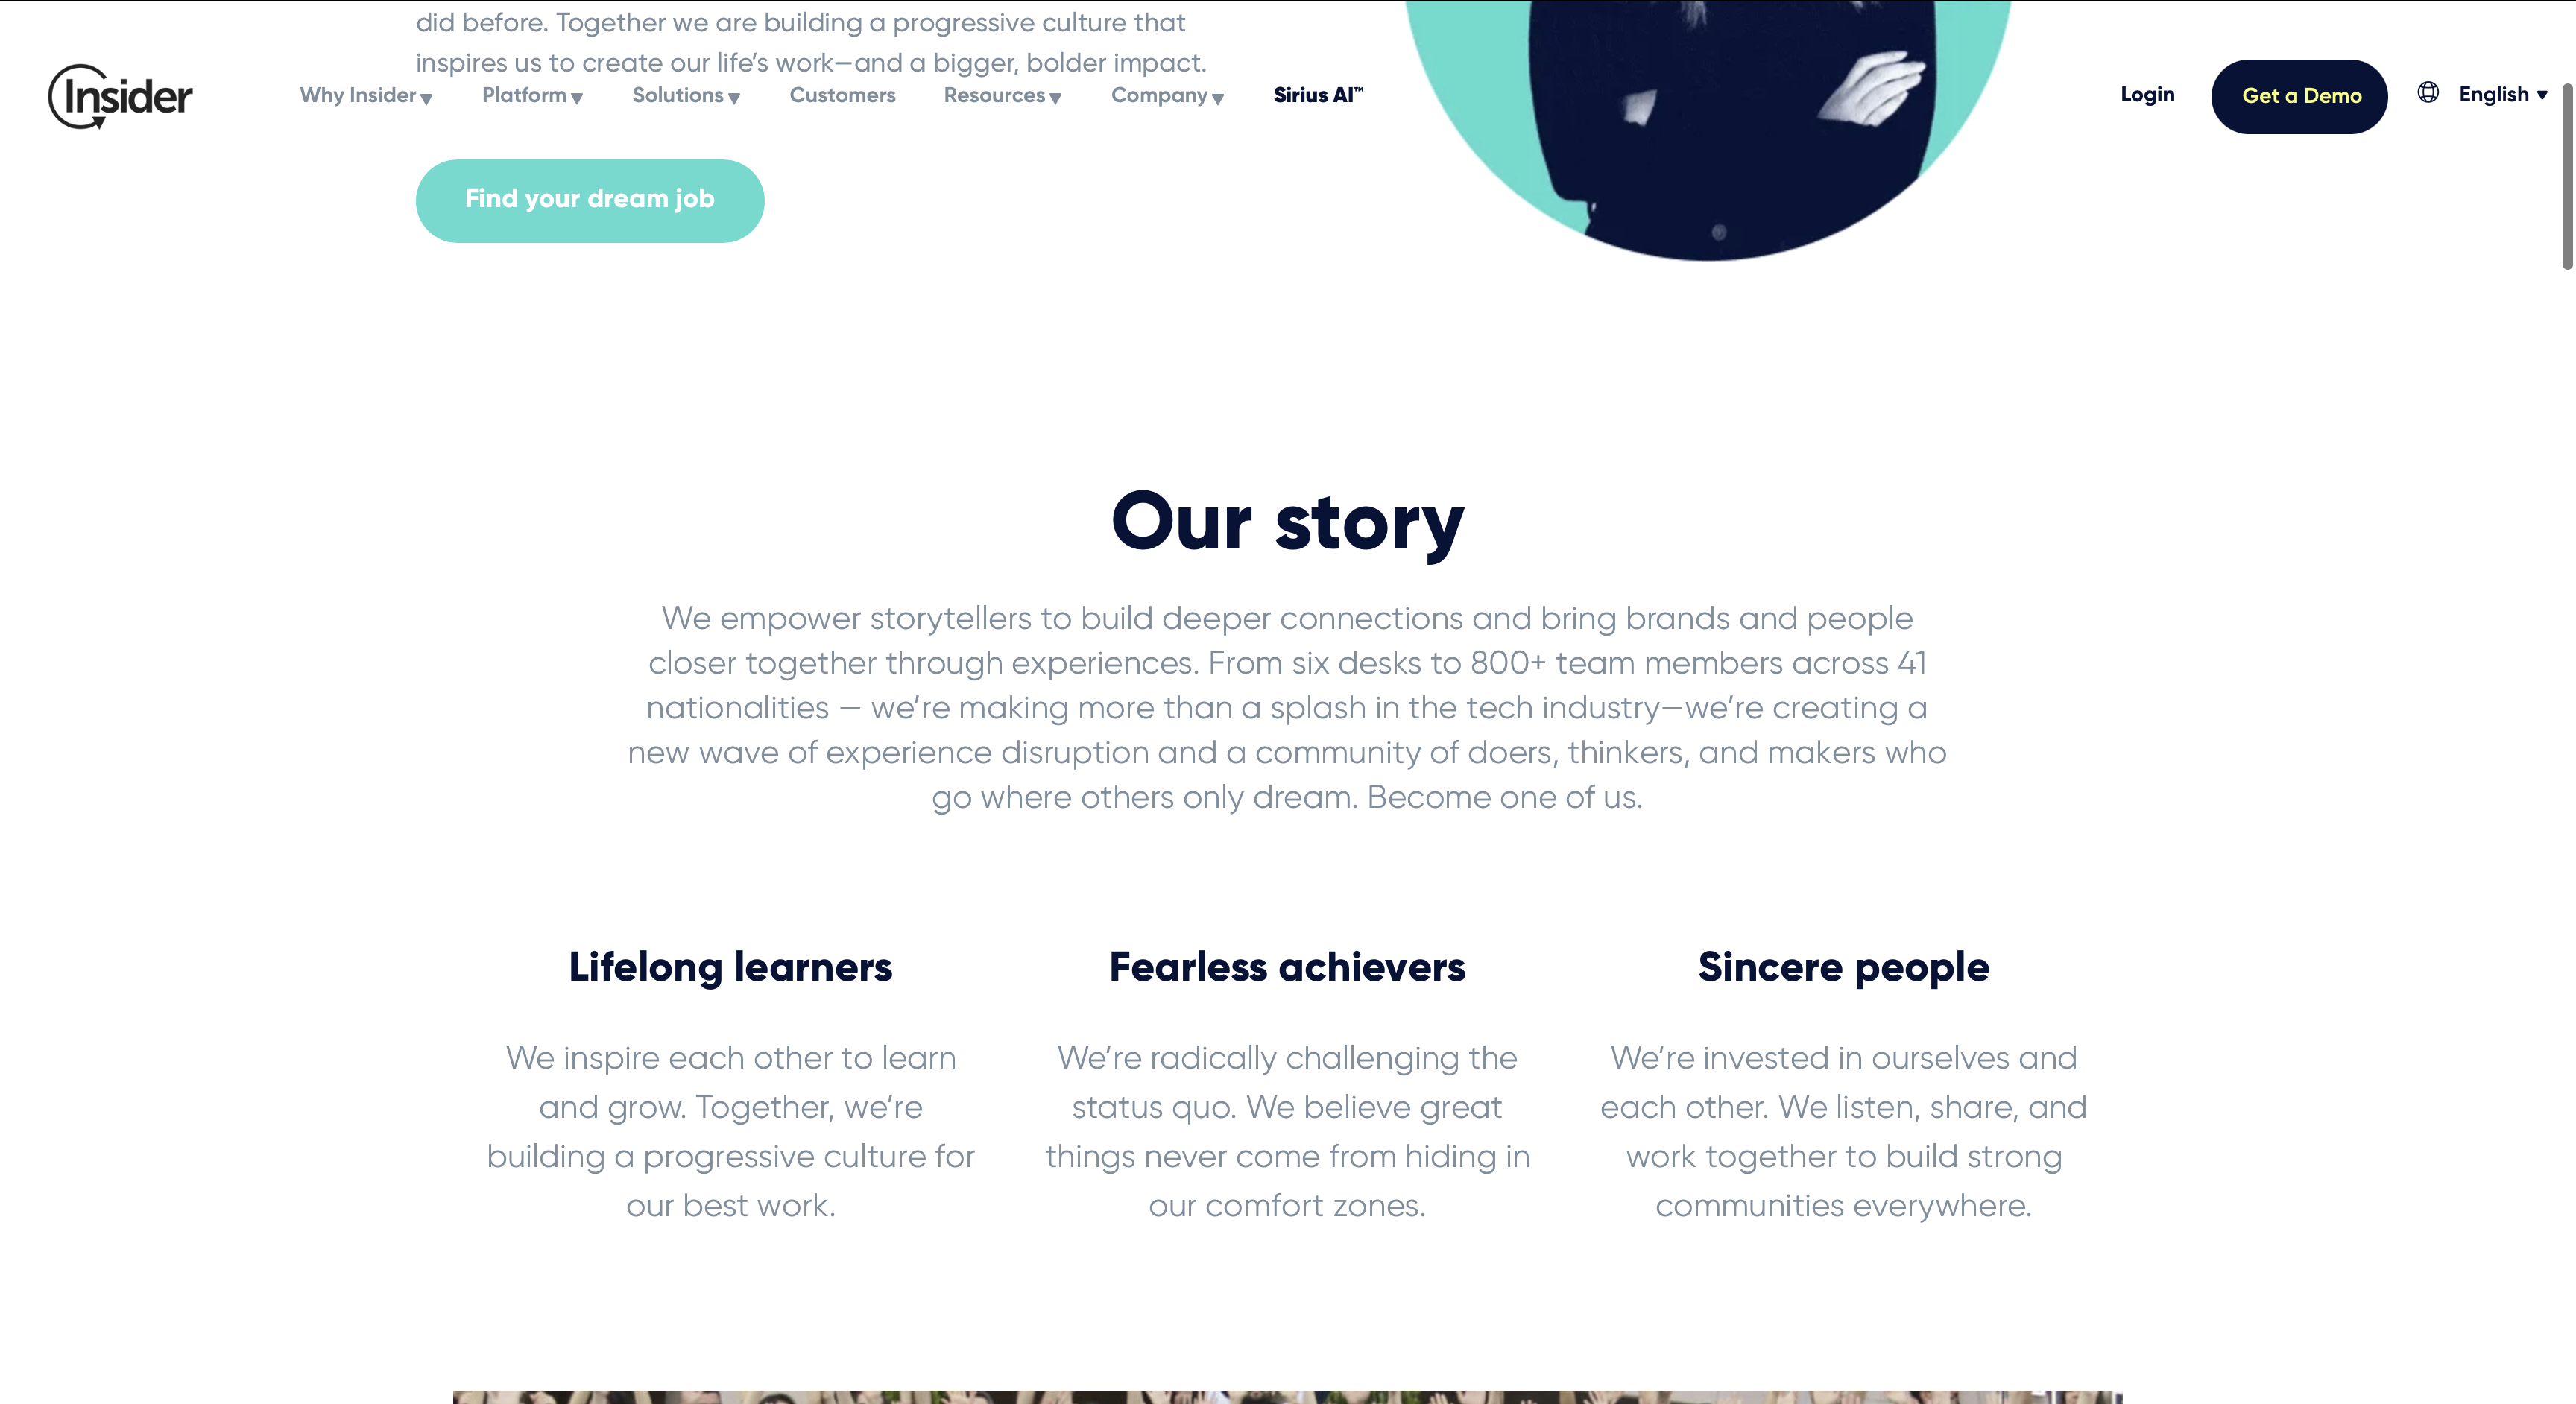 did before. Together we are building a progressive culture that
inspires us to create our life’s work—and a bigger, bolder impact.
Insider
Why Insider
Platform
Solutions
Customers
Resources
Company
Sirius AI™
Login
Get a Demo
English
Find your dream job
Our story
We empower storytellers to build deeper connections and bring brands and people
closer together through experiences. From six desks to 800+ team members across 41
nationalities — we’re making more than a splash in the tech industry—we’re creating a
new wave of experience disruption and a community of doers, thinkers, and makers who
go where others only dream. Become one of us.
Lifelong learners
We inspire each other to learn
and grow. Together, we’re
building a progressive culture for
our best work.
Fearless achievers
We’re radically challenging the
status quo. We believe great
things never come from hiding in
our comfort zones.
Sincere people
We’re invested in ourselves and
each other. We listen, share, and
work together to build strong
communities everywhere.